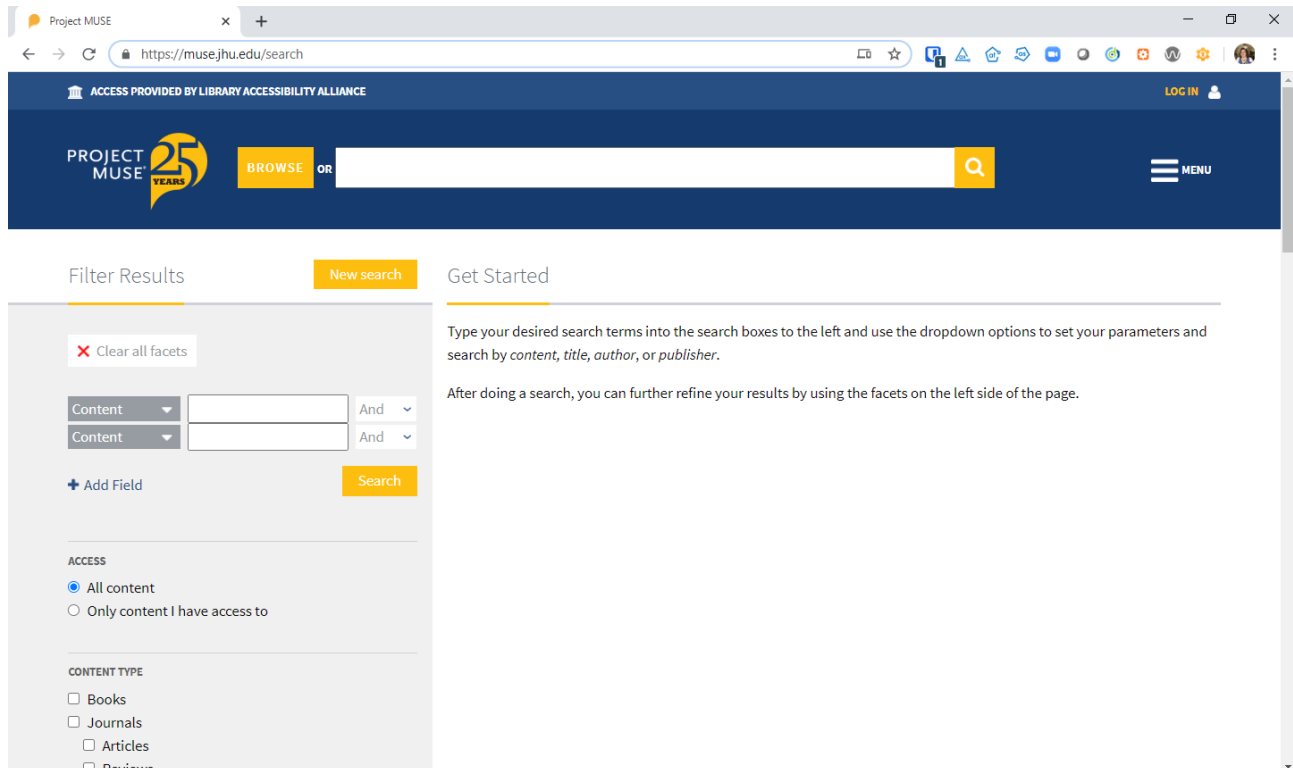 Project MUSE
https://muse.jhu.edu/search
1
ACCESS PROVIDED BY LIBRARY ACCESSIBILITY ALLIANCE
LOG IN
PROJECT
MUSE
25
YEARS
BROWSE OR
MENU
Filter Results
New search
Get Started
Clear all facets
Type your desired search terms into the search boxes to the left and use the dropdown options to set your parameters and
search by content, title, author, or publisher.
After doing a search, you can further refine your results by using the facets on the left side of the page.
Content And
Content And
Add Field
Search
ACCESS
All content
Only content I have access to
CONTENT TYPE
Books
Journals
Articles
Reviews